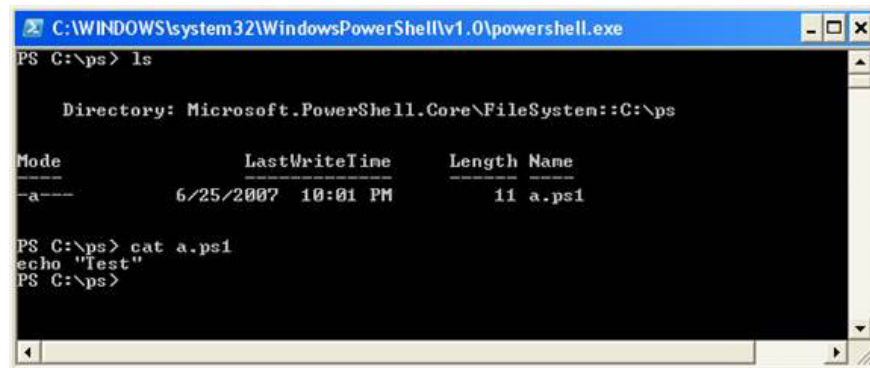 C:\WINDOWS\system32\WindowsPowerShell\v1.0\powershell.exe
PS C:\ps> ls
Directory: Microsoft.PowerShell.Core\FileSystem::C:\ps
Mode LastWriteTime Length Name
---- ------------- ------ ----
-a--- 6/25/2007 10:01 PM 11 a.ps1
PS C:\ps> cat a.ps1
echo "Test"
PS C:\ps>